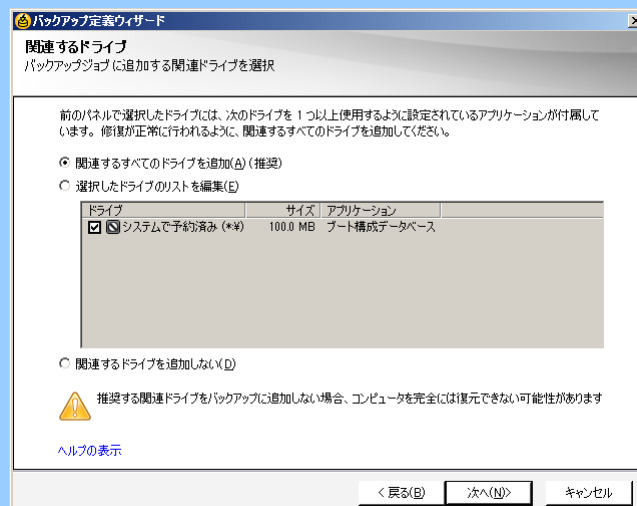 バックアップ定義ウィザード
関連するドライブ
バックアップジョブに追加する関連ドライブを選択
前のパネルで選択したドライブには、次のドライブを 1 つ以上使用するように設定されているアプリケーションが付属して
います。修復が正常に行われるように、関連するすべてのドライブを追加してください。
関連するすべてのドライブを追加(A) (推奨)
選択したドライブのリストを編集(E)
ドライブ サイズ アプリケーション
システムで予約済み (*:¥) 100.0 MB ブート構成データベース
関連するドライブを追加しない(D)
推奨する関連ドライブをバックアップに追加しない場合、コンピュータを完全には復元できない可能性があります
ヘルプの表示
< 戻る(B) 次へ(N)> キャンセル